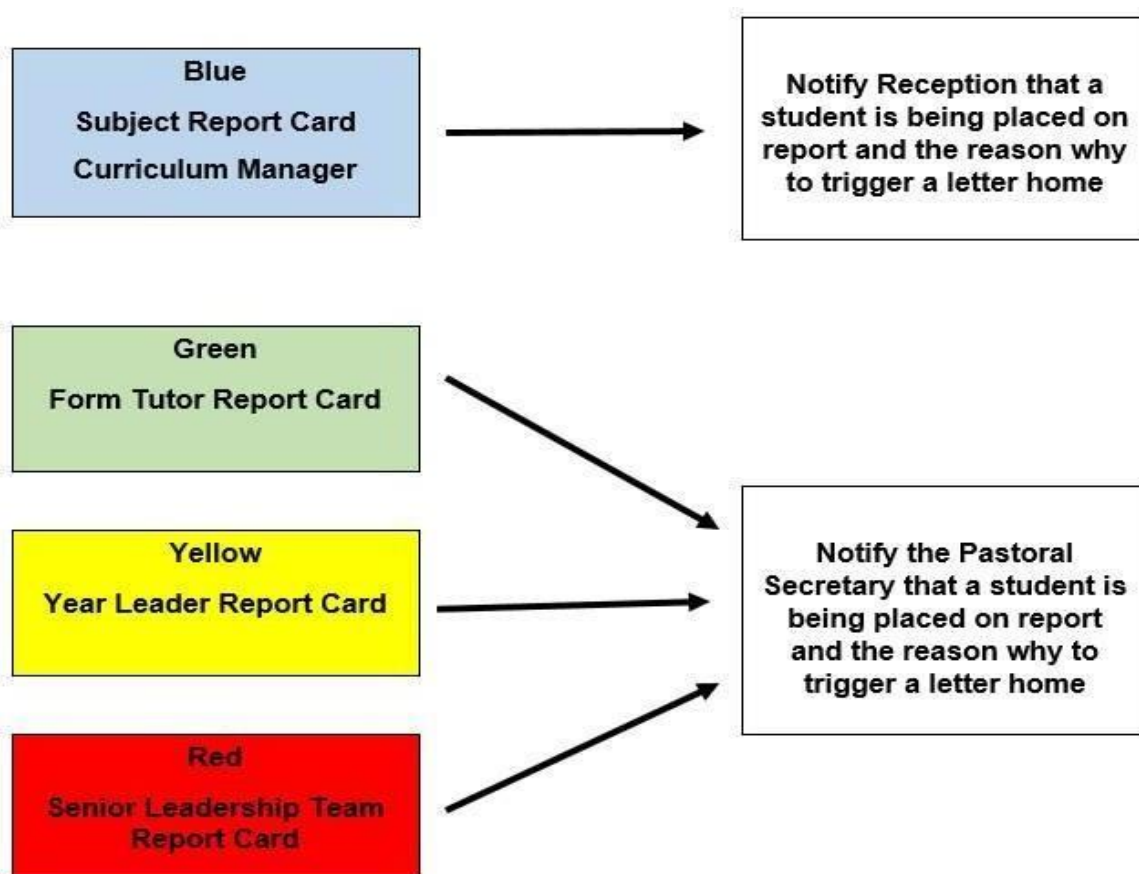 Blue
Subject Report Card
Curriculum Manager
Notify Reception that a
student is being placed on
report and the reason why
to trigger a letter home
Green
Form Tutor Report Card
Yellow
Year Leader Report Card
Red
Senior Leadership Team
Report Card
Notify the Pastoral
Secretary that a student is
being placed on report
and the reason why to
trigger a letter home